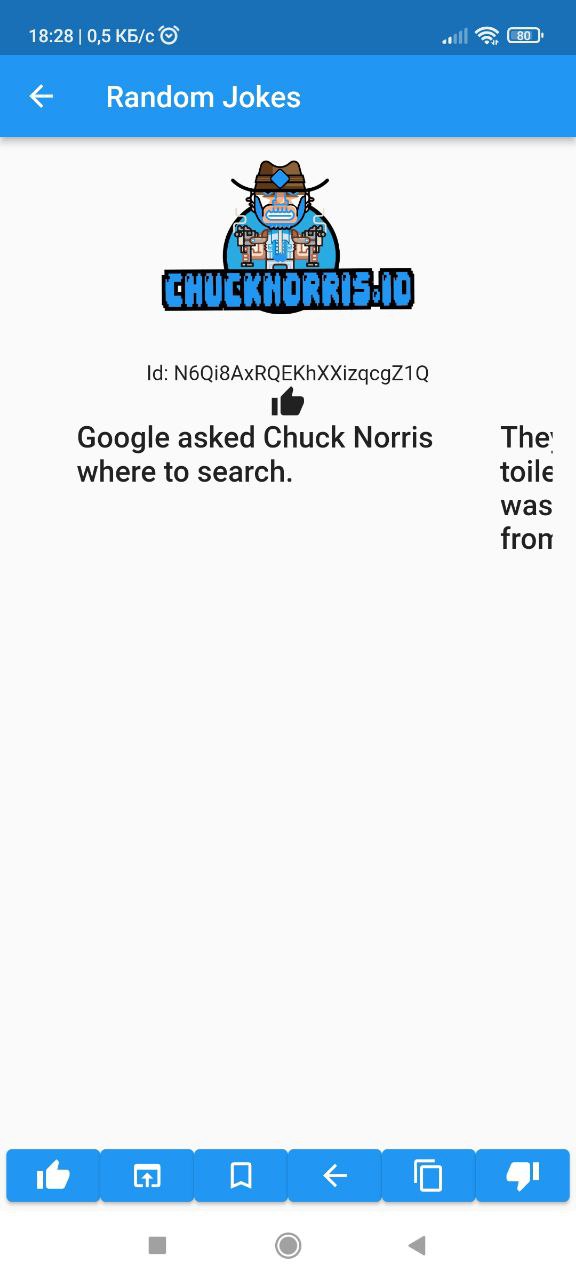 18:28 | 0,5 КБ/с
80
Random Jokes
CHUCKNORRIS.IO
Id: N6Qi8AxRQEKhXXizqcgZ1Q
Google asked Chuck Norris
where to search.
They
toile
was
from